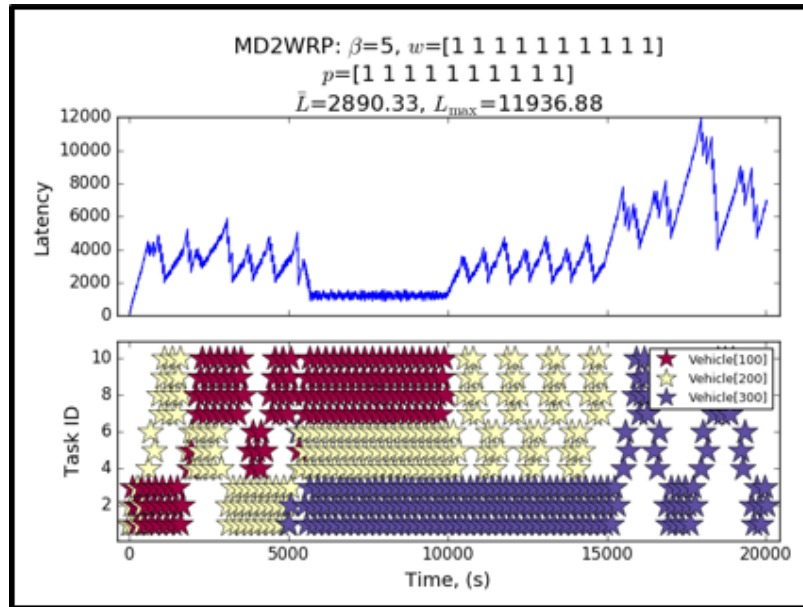 MD2WRP: β=5, w=[1 1 1 1 1 1 1 1 1 1]
p=[1 1 1 1 1 1 1 1 1 1]
L̄=2890.33, Lmax=11936.88
12000
10000
8000
6000
4000
2000
0
Latency
10
8
6
4
2
Task ID
Vehicle[100]
Vehicle[200]
Vehicle[300]
0 5000 10000 15000 20000
Time, (s)